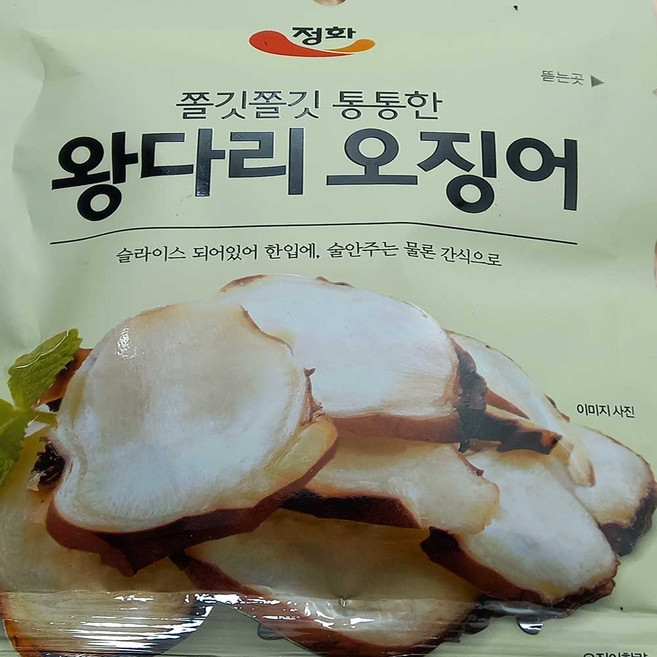 정화
뜯는곳 ▶
쫄깃쫄깃 통통한
왕다리 오징어
슬라이스 되어있어 한입에, 술안주는 물론 간식으로
이미지 사진